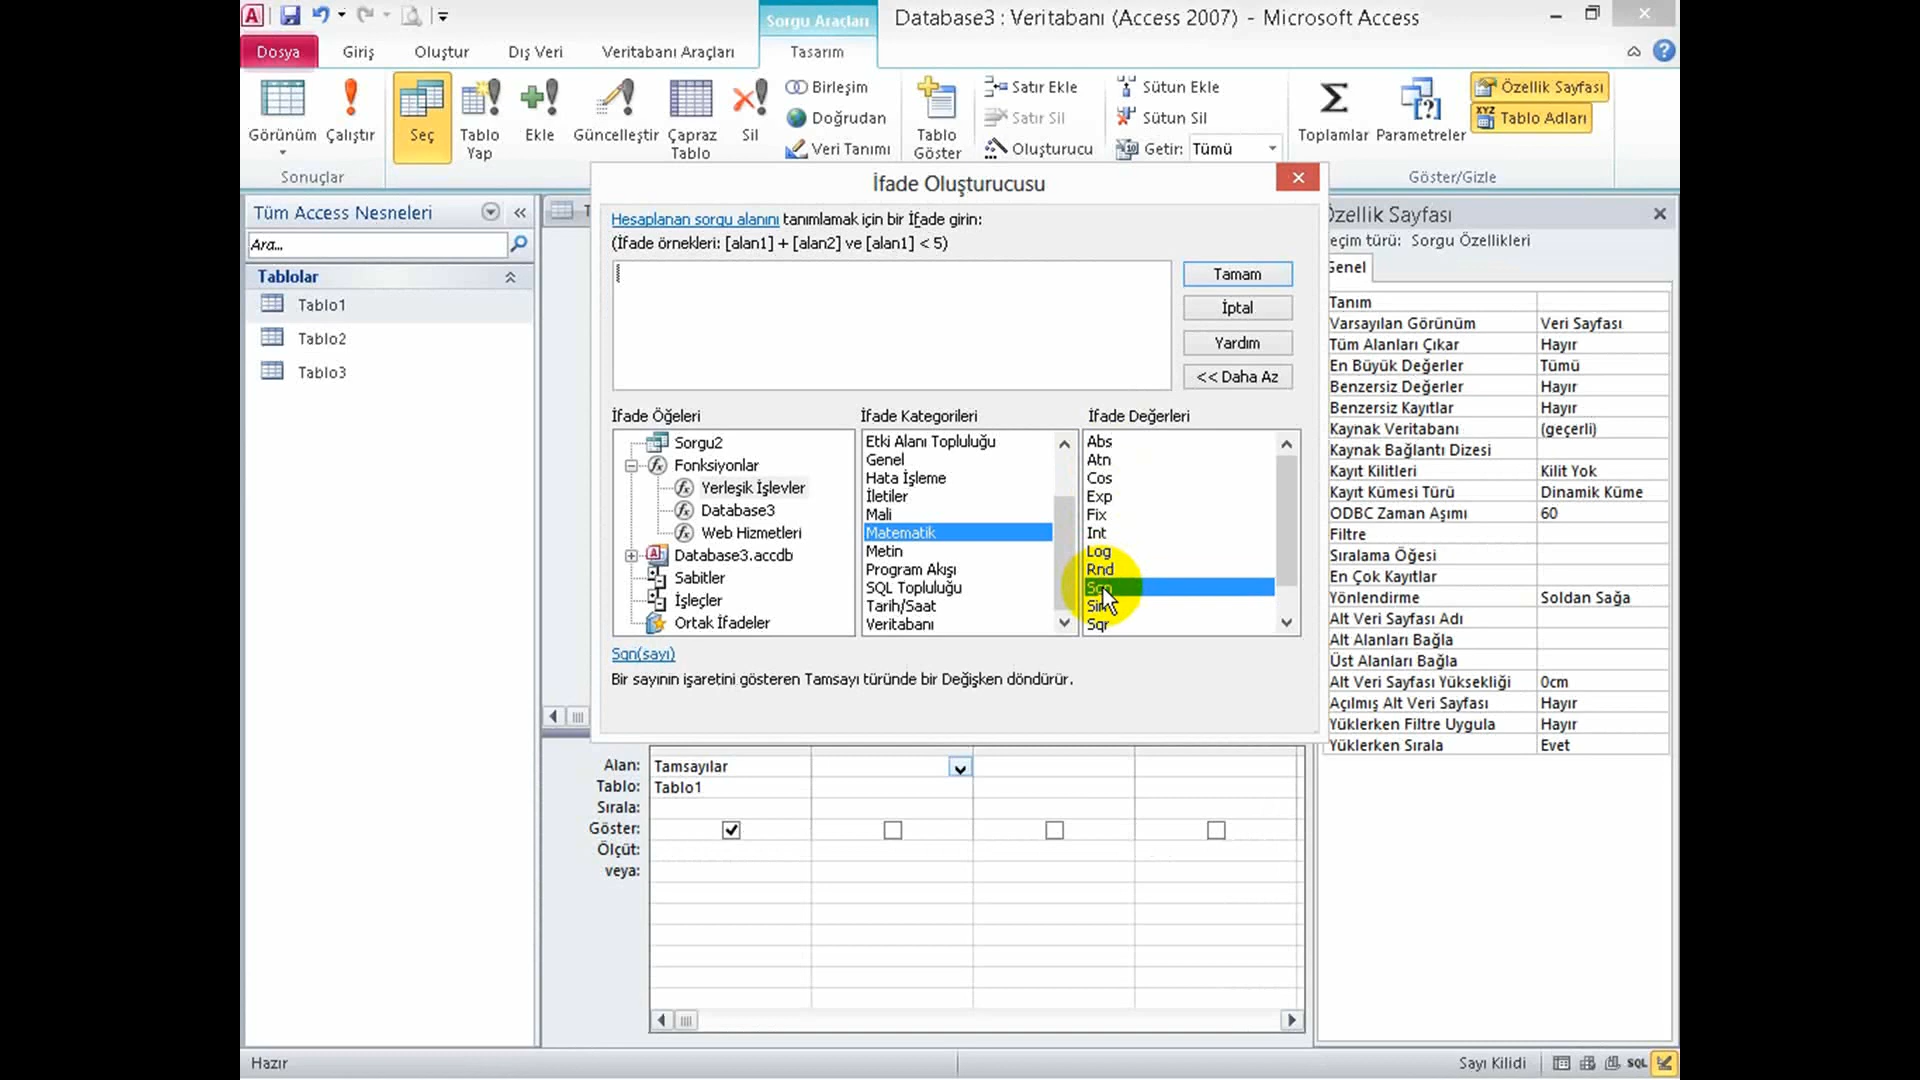 Sorgu Araçları
Database3 : Veritabanı (Access 2007) - Microsoft Access
Dosya
Giriş
Oluştur
Dış Veri
Veritabanı Araçları
Tasarım
Görünüm
Çalıştır
Seç
Tablo
Yap
Ekle
Güncelleştir
Çapraz
Tablo
Sil
Birleşim
Doğrudan
Veri Tanımı
Tablo
Göster
Satır Ekle
Satır Sil
Oluşturucu
Sütun Ekle
Sütun Sil
Getir: Tümü
Toplamlar
Parametreler
Özellik Sayfası
Tablo Adları
Sonuçlar
Göster/Gizle
Tüm Access Nesneleri
Ara...
Tablolar
Tablo1
Tablo2
Tablo3
İfade Oluşturucusu
Hesaplanan sorgu alanını tanımlamak için bir İfade girin:
(İfade örnekleri: [alan1] + [alan2] ve [alan1] < 5)
Tamam
İptal
Yardım
<< Daha Az
İfade Öğeleri
Sorgu2
Fonksiyonlar
Yerleşik İşlevler
Database3
Web Hizmetleri
Database3.accdb
Sabitler
İşleçler
Ortak İfadeler
İfade Kategorileri
Etki Alanı Topluluğu
Genel
Hata İşleme
İletiler
Mali
Matematik
Metin
Program Akışı
SQL Topluluğu
Tarih/Saat
Veritabanı
İfade Değerleri
Abs
Atn
Cos
Exp
Fix
Int
Log
Rnd
Sgn
Sin
Sqr
Sgn(sayı)
Bir sayının işaretini gösteren Tamsayı türünde bir Değişken döndürür.
Alan: Tamsayılar
Tablo: Tablo1
Sırala:
Göster:
Ölçüt:
veya:
Özellik Sayfası
eçim türü: Sorgu Özellikleri
Genel
Tanım
Varsayılan Görünüm Veri Sayfası
Tüm Alanları Çıkar Hayır
En Büyük Değerler Tümü
Benzersiz Değerler Hayır
Benzersiz Kayıtlar Hayır
Kaynak Veritabanı (geçerli)
Kaynak Bağlantı Dizesi
Kayıt Kilitleri Kilit Yok
Kayıt Kümesi Türü Dinamik Küme
ODBC Zaman Aşımı 60
Filtre
Sıralama Öğesi
En Çok Kayıtlar
Yönlendirme Soldan Sağa
Alt Veri Sayfası Adı
Alt Alanları Bağla
Üst Alanları Bağla
Alt Veri Sayfası Yüksekliği 0cm
Açılmış Alt Veri Sayfası Hayır
Yüklerken Filtre Uygula Hayır
Yüklerken Sırala Evet
Hazır
Sayı Kilidi
SQL